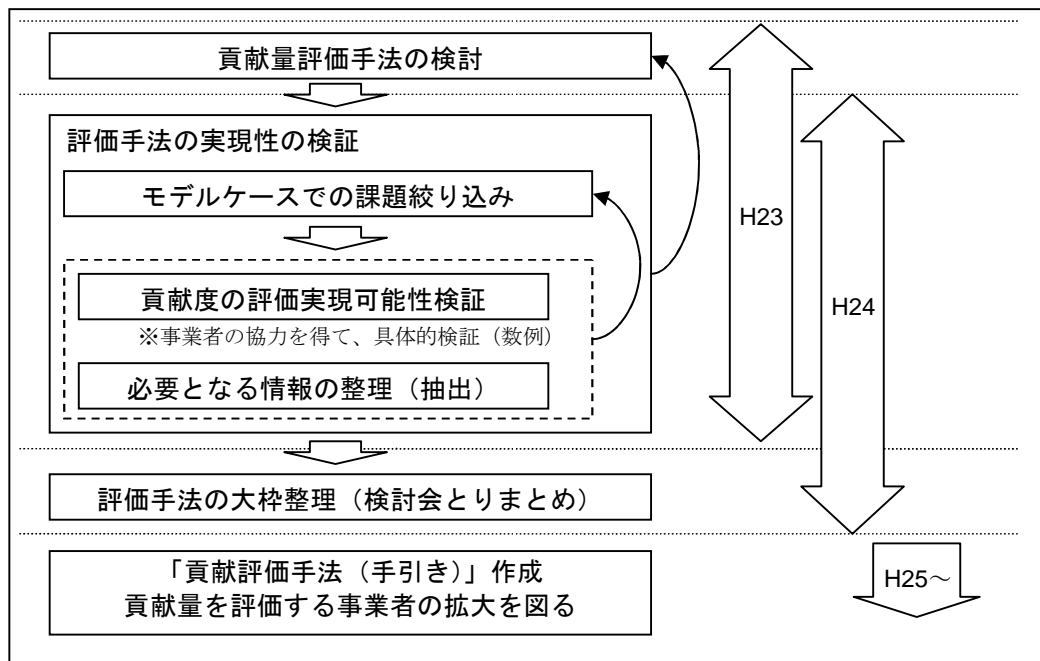 貢献量評価手法の検討
評価手法の実現性の検証
モデルケースでの課題絞り込み
貢献度の評価実現可能性検証
※事業者の協力を得て、具体的検証（数例）
必要となる情報の整理（抽出）
評価手法の大枠整理（検討会とりまとめ）
「貢献評価手法（手引き）」作成
貢献量を評価する事業者の拡大を図る
H23
H24
H25～